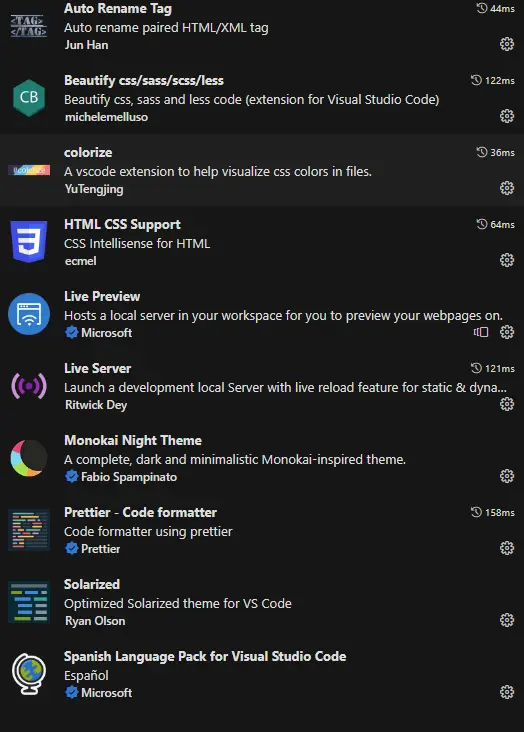 Auto Rename Tag
44ms
Auto rename paired HTML/XML tag
Jun Han
<TAG>
</TAG>
Beautify css/sass/scss/less
122ms
Beautify css, sass and less code (extension for Visual Studio Code)
michelemelluso
CB
colorize
36ms
A vscode extension to help visualize css colors in files.
YuTengjing
HTML CSS Support
64ms
CSS Intellisense for HTML
ecmel
3
Live Preview
Hosts a local server in your workspace for you to preview your webpages on.
Microsoft
Live Server
121ms
Launch a development local Server with live reload feature for static & dyna...
Ritwick Dey
Monokai Night Theme
A complete, dark and minimalistic Monokai-inspired theme.
Fabio Spampinato
Prettier - Code formatter
158ms
Code formatter using prettier
Prettier
Solarized
Optimized Solarized theme for VS Code
Ryan Olson
Spanish Language Pack for Visual Studio Code
Español
Microsoft